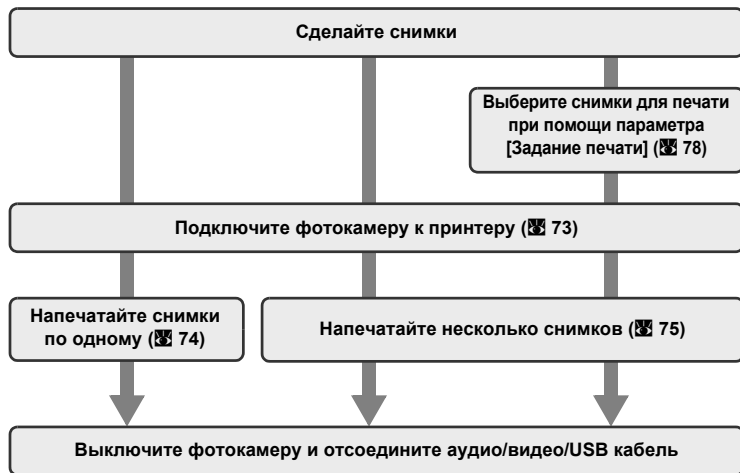 Сделайте снимки
Выберите снимки для печати
при помощи параметра
[Задание печати] ( 78)
Подключите фотокамеру к принтеру ( 73)
Напечатайте снимки
по одному ( 74)
Напечатайте несколько снимков ( 75)
Выключите фотокамеру и отсоедините аудио/видео/USB кабель